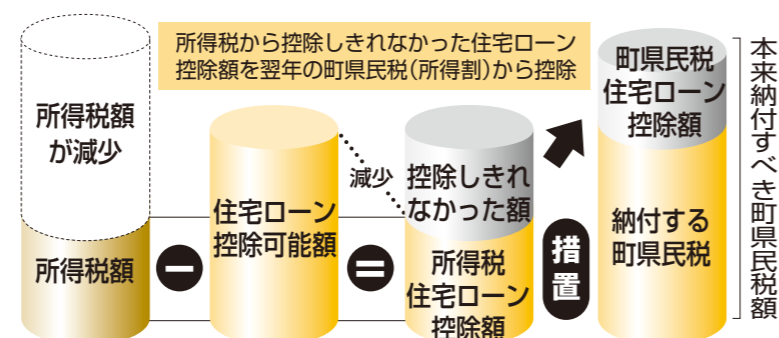 所得税から控除しきれなかった住宅ローン
控除額を翌年の町県民税(所得割)から控除
所得税額
が減少
所得税額
−
住宅ローン
控除可能額
=
減少
控除しきれ
なかった額
所得税
住宅ローン
控除額
措置
町県民税
住宅ローン
控除額
納付する
町県民税
本来納付すべき町県民税額